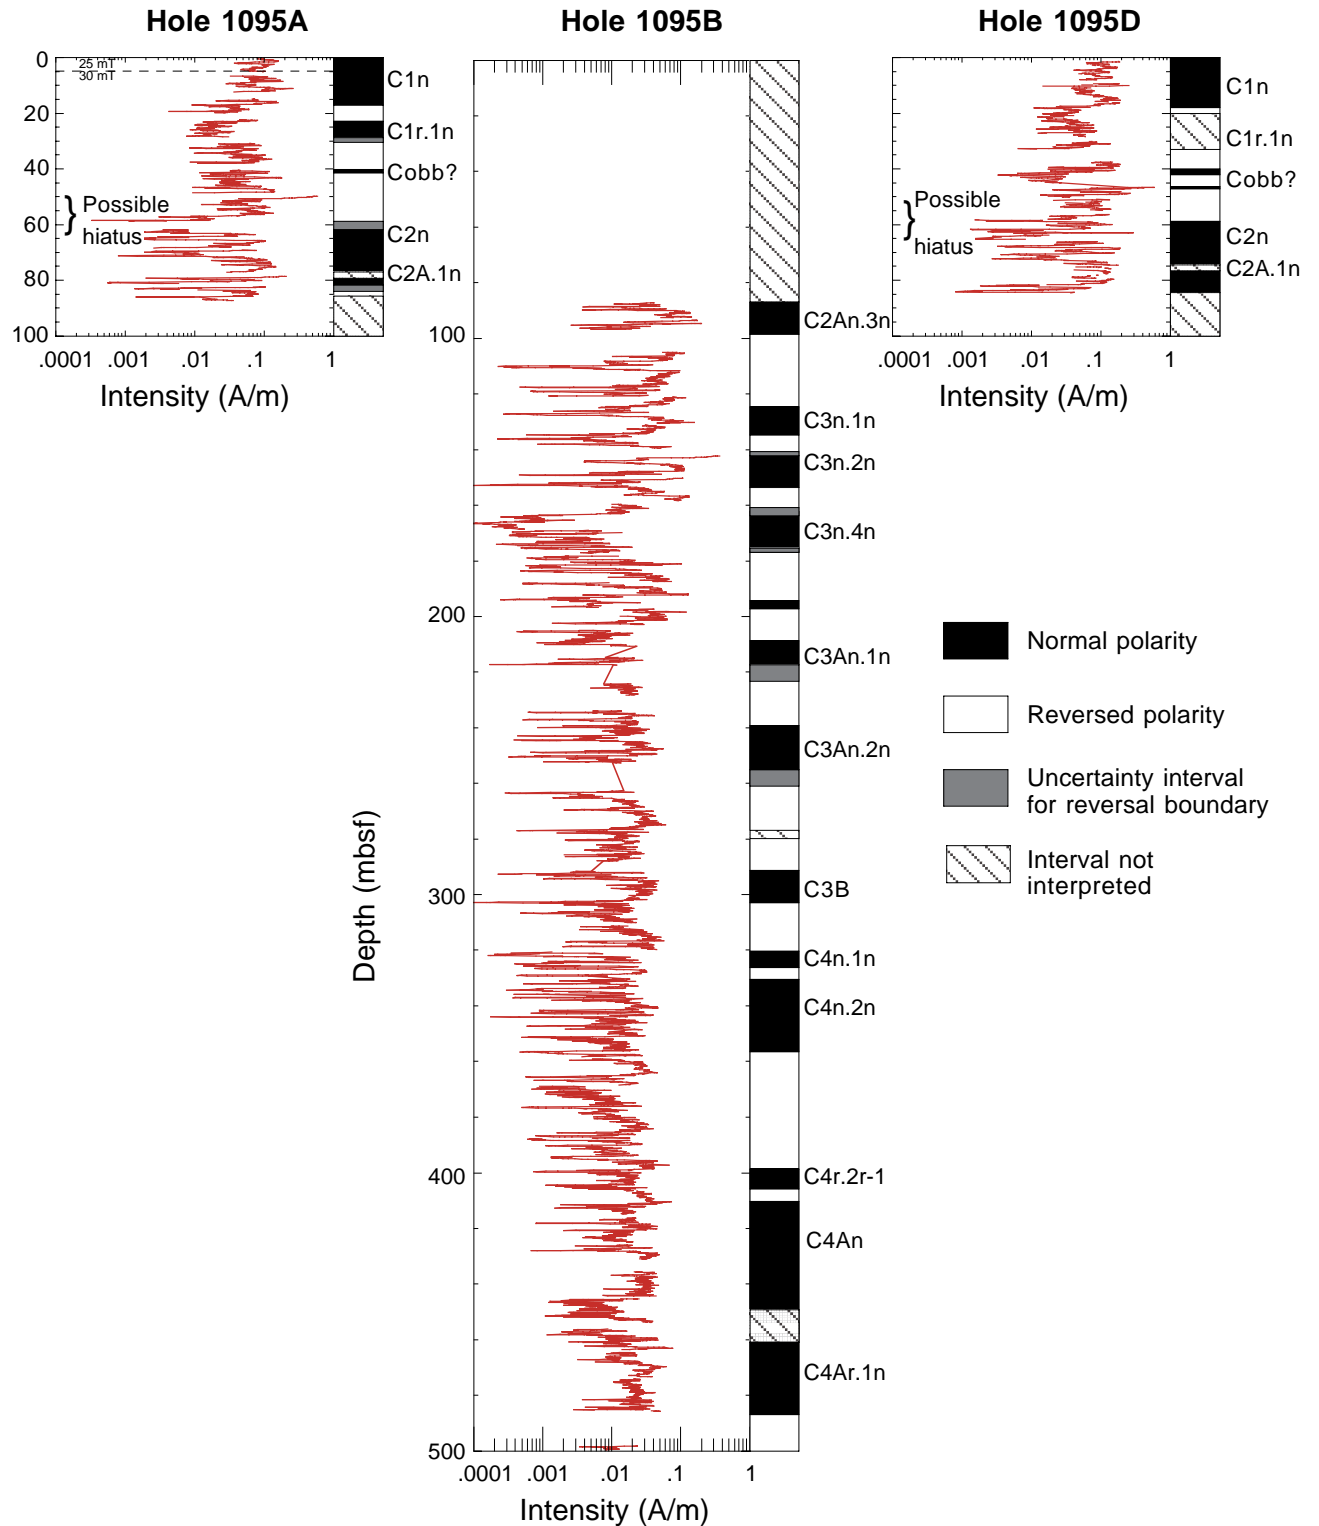 Hole 1095A
Hole 1095B
Hole 1095D
0
20
40
60
80
100
25 mT
30 mT
} Possible
hiatus
C1n
C1r.1n
Cobb?
C2n
C2A.1n
.0001
.001
.01
.1
1
Intensity (A/m)
Depth (mbsf)
100
200
300
400
500
C2An.3n
C3n.1n
C3n.2n
C3n.4n
C3An.1n
C3An.2n
C3B
C4n.1n
C4n.2n
C4r.2r-1
C4An
C4Ar.1n
.0001
.001
.01
.1
1
Intensity (A/m)
} Possible
hiatus
C1n
C1r.1n
Cobb?
C2n
C2A.1n
.0001
.001
.01
.1
1
Intensity (A/m)
Normal polarity
Reversed polarity
Uncertainty interval
for reversal boundary
Interval not
interpreted